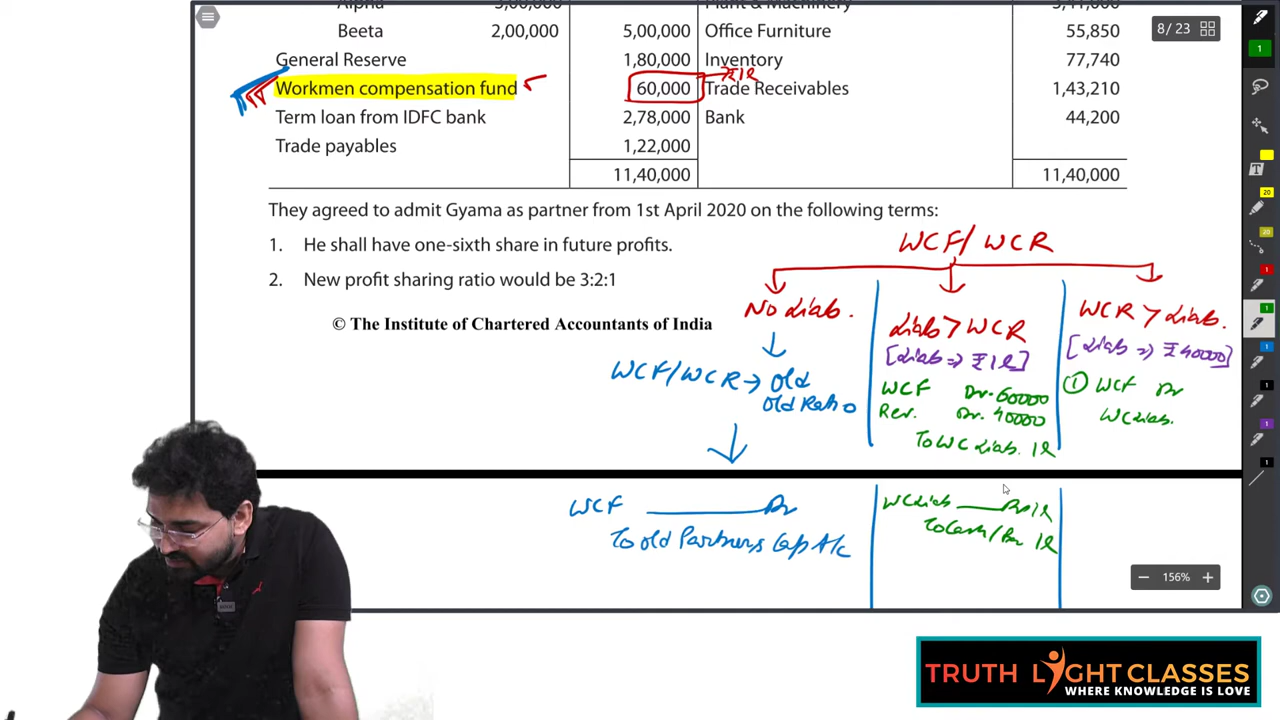 8/23
Beeta 2,00,000 5,00,000 Office Furniture 55,850
General Reserve 1,80,000 Inventory 77,740
Workmen compensation fund 60,000 Trade Receivables 1,43,210
Term loan from IDFC bank 2,78,000 Bank 44,200
Trade payables 1,22,000
11,40,000 11,40,000
They agreed to admit Gyama as partner from 1st April 2020 on the following terms:
1. He shall have one-sixth share in future profits.
2. New profit sharing ratio would be 3:2:1
© The Institute of Chartered Accountants of India
WCF/WCR
No Liab.
WCF/WCR → Old
Old Ratio
WCF Dr
To Old Partners Cap A/c
Liab > WCR
[Liab ⇒ ₹1L]
WCF Dr. 60000
Rev. Dr. 40000
To WC Liab. 1L
WC Liab Dr 1L
To Cash/Bk 1L
WCR > Liab.
[Liab ⇒ ₹40000]
① WCF Dr
WC Liab.
156%
TRUTH LIGHT CLASSES
WHERE KNOWLEDGE IS LOVE